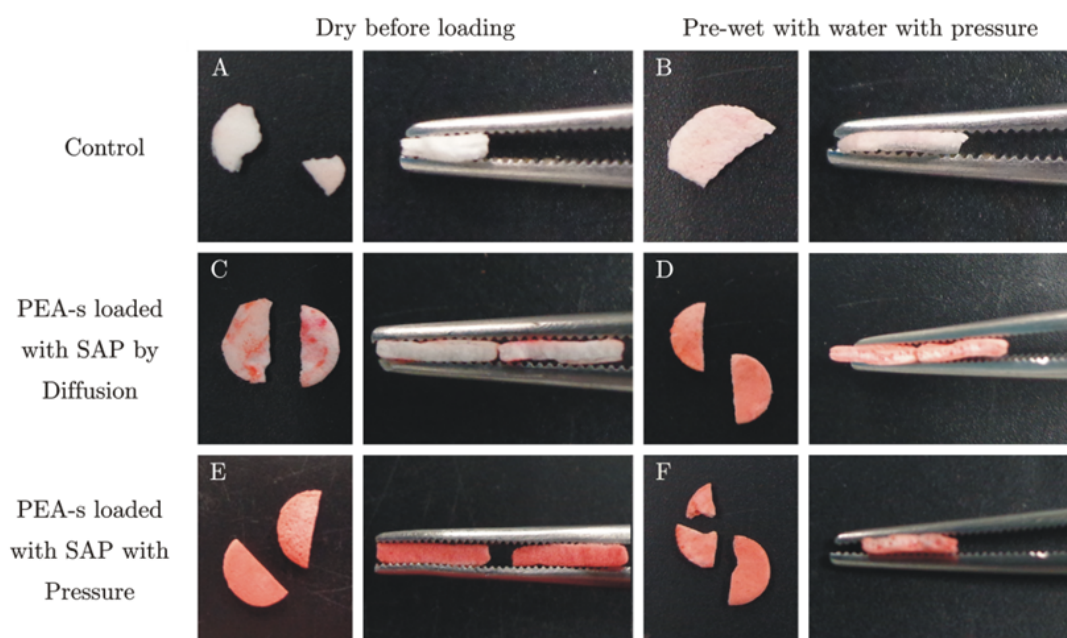 Dry before loading
Pre-wet with water with pressure
A
B
Control
C
D
PEA-s loaded
with SAP by
Diffusion
E
F
PEA-s loaded
with SAP with
Pressure